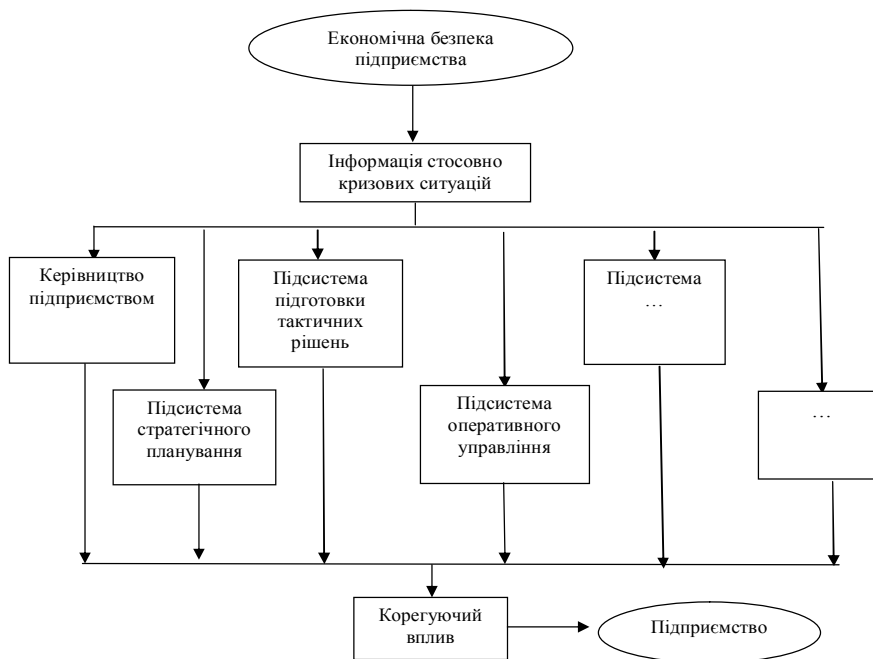 Економічна безпека
підприємства
Інформація стосовно
кризових ситуацій
Керівництво
підприємством
Підсистема
підготовки
тактичних
рішень
Підсистема
…
Підсистема
стратегічного
планування
Підсистема
оперативного
управління
…
Корегуючий
вплив
Підприємство